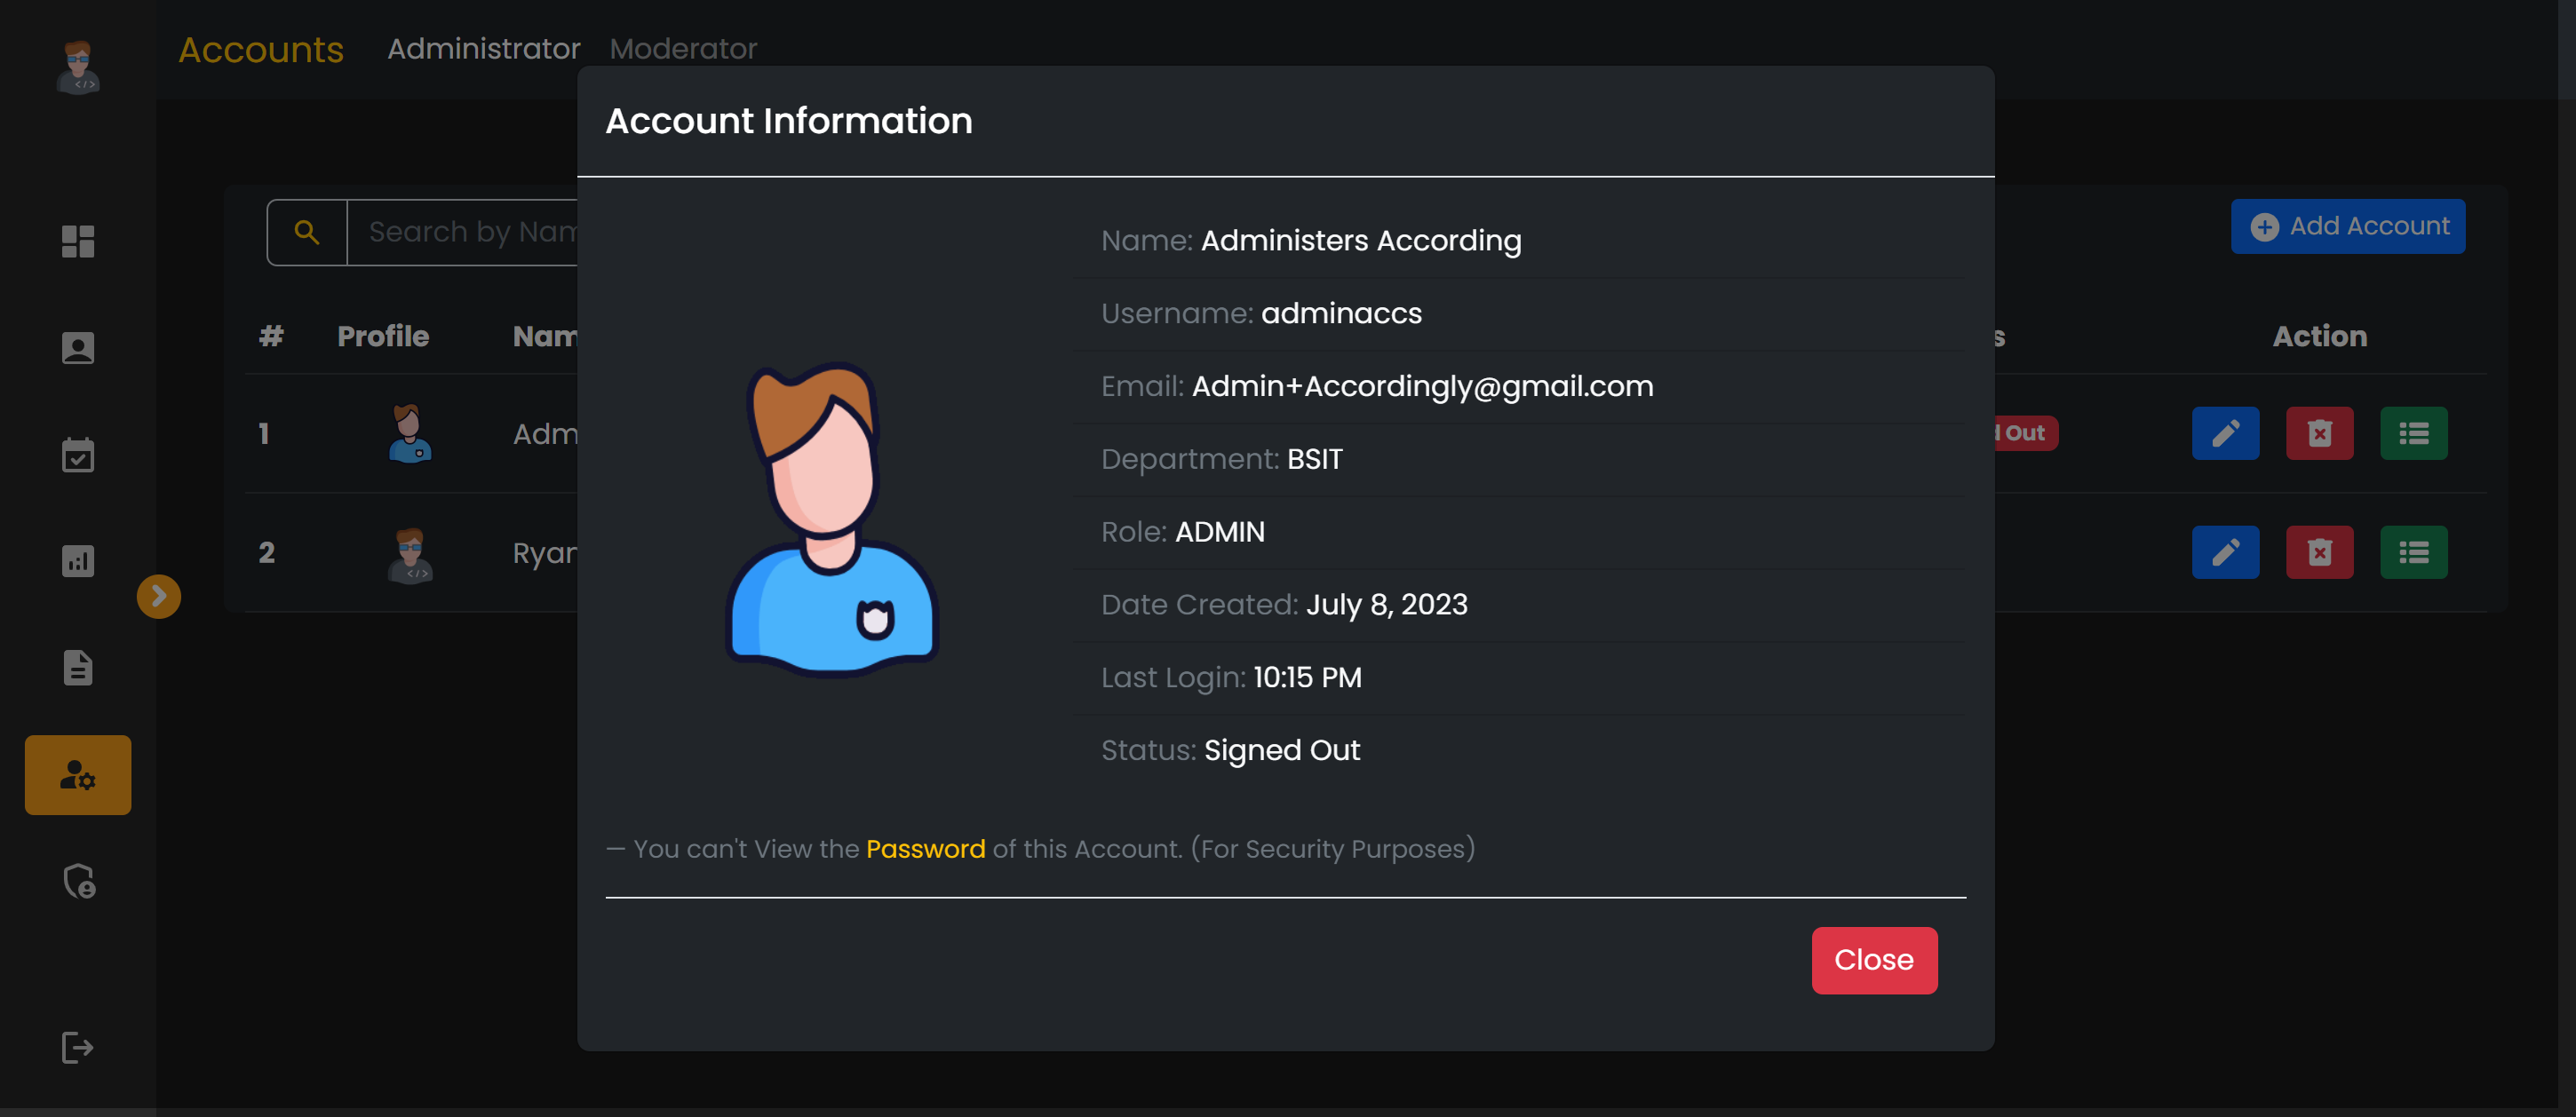 Accounts Administrator Moderator
Account Information
Search by Nam
Add Account
Name: Administers According
Username: adminaccs
# Profile Nam s Action
Email: Admin+Accordingly@gmail.com
1 Adm d Out
Department: BSIT
Role: ADMIN
2 Ryan
Date Created: July 8, 2023
Last Login: 10:15 PM
Status: Signed Out
— You can't View the Password of this Account. (For Security Purposes)
Close